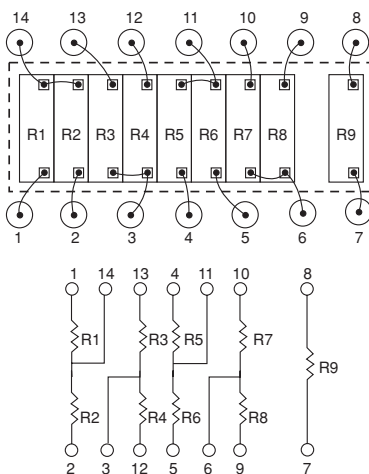 14 13 12 11 10 9 8
R1 R2 R3 R4 R5 R6 R7 R8 R9
1 2 3 4 5 6 7
1 14 13 4 11 10 8
R1 R3 R5 R7
R9
R2 R4 R6 R8
2 3 12 5 6 9 7